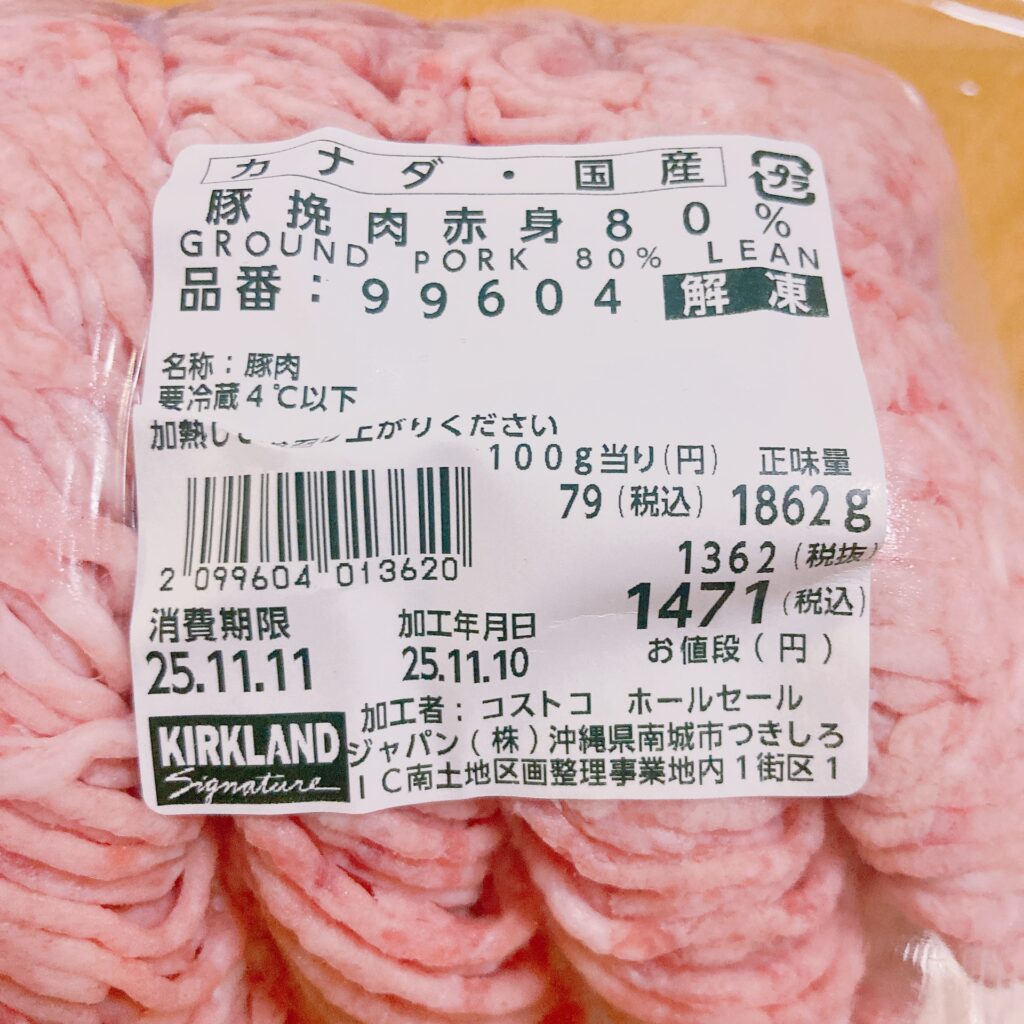 カナダ・国産
プラ
豚挽肉赤身80%
GROUND PORK 80% LEAN
品番:99604 解凍
名称:豚肉
要冷蔵4℃以下
加熱し 上がりください
100g当り(円) 正味量
79(税込) 1862g
1362(税抜)
1471(税込)
お値段(円)
2 099604 013620
消費期限 加工年月日
25.11.11 25.11.10
KIRKLAND
Signature
加工者:コストコ ホールセール
ジャパン(株)沖縄県南城市つきしろ
IC南土地区画整理事業地内1街区1